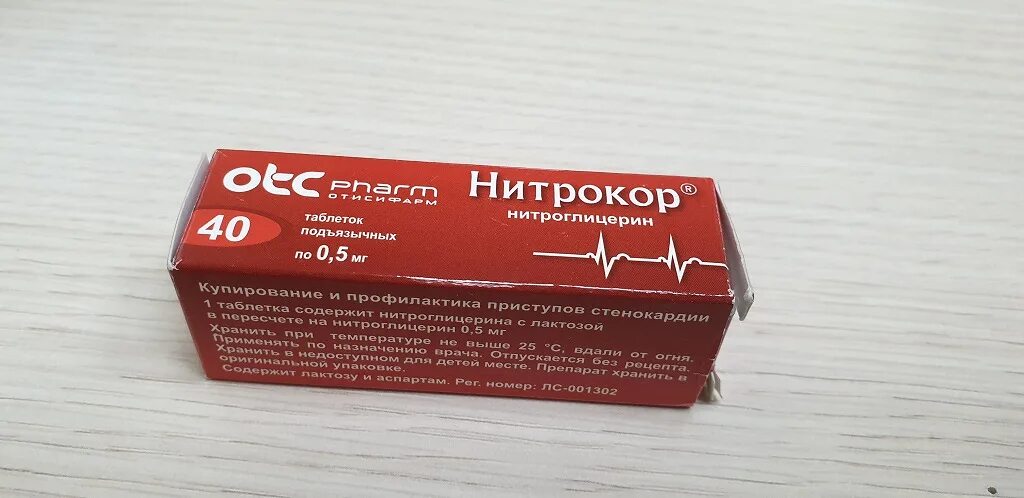 отс pharm
ОТИСИФАРМ
40
таблеток
подъязычных
по 0,5 мг
Нитрокор®
нитроглицерин
Купирование и профилактика приступов стенокардии
1 таблетка содержит нитроглицерина с лактозой
в пересчете на нитроглицерин 0,5 мг
Хранить при температуре не выше 25 °С, вдали от огня.
Применять по назначению врача. Отпускается без рецепта.
Хранить в недоступном для детей месте. Препарат хранить в
оригинальной упаковке.
Содержит лактозу и аспартам. Рег. номер: ЛС-001302